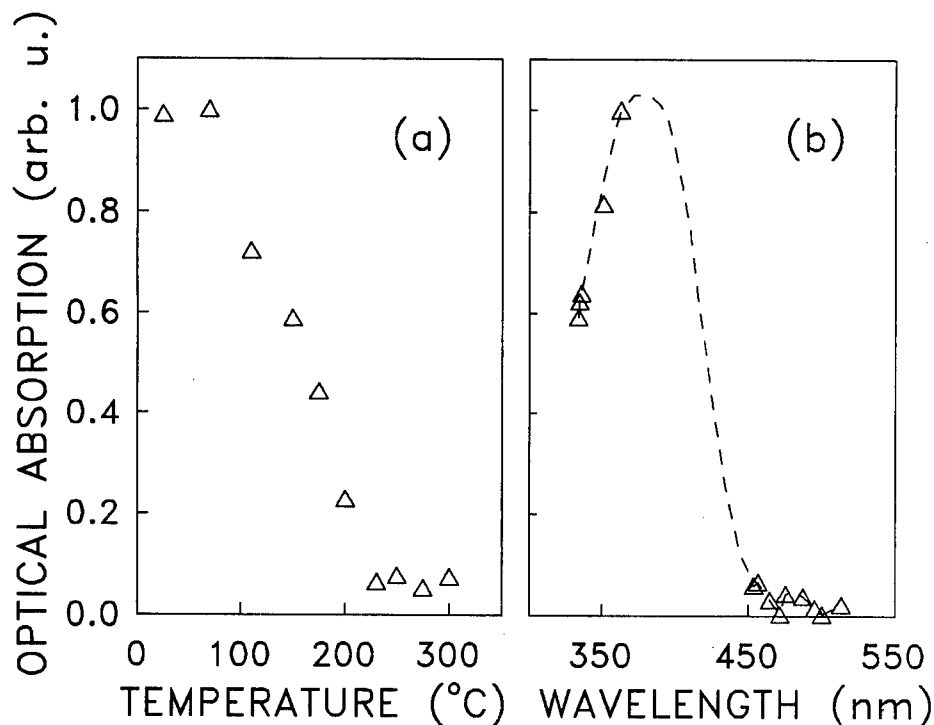 OPTICAL ABSORPTION (arb. u.)
1.0
0.8
0.6
0.4
0.2
0.0
(a)
(b)
0 100 200 300
350 450 550
TEMPERATURE (°C)
WAVELENGTH (nm)